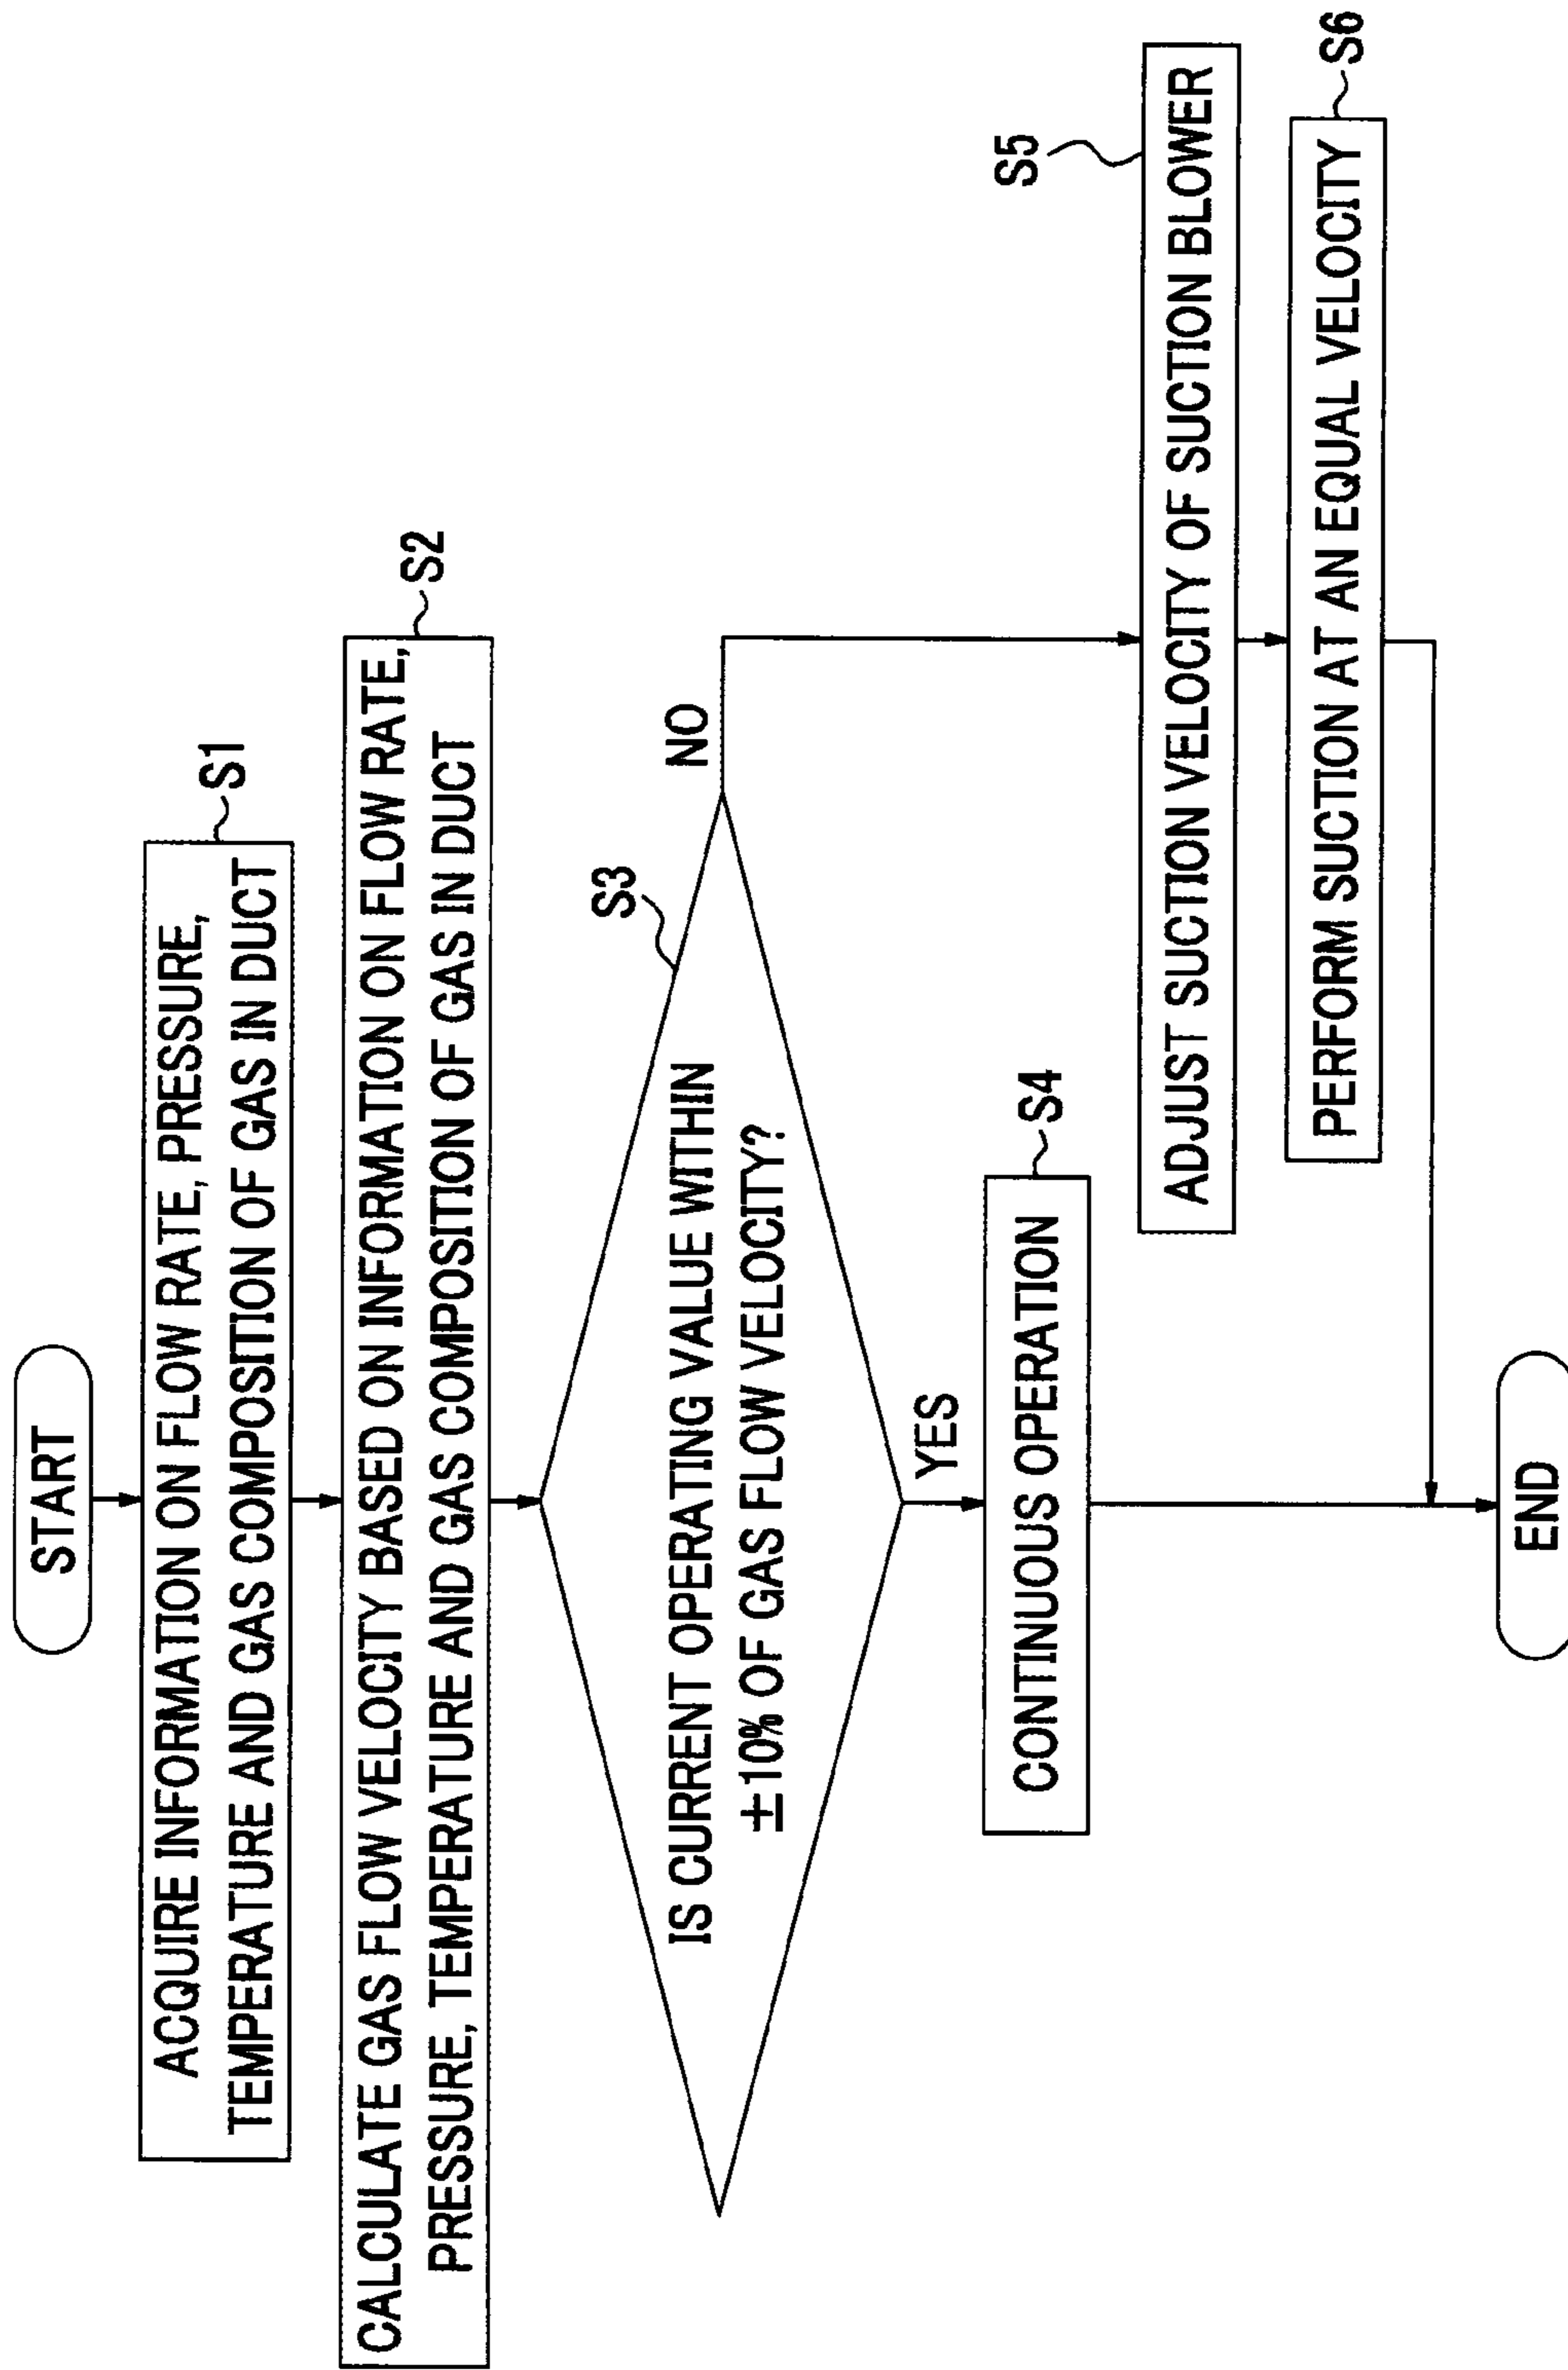 START
ACQUIRE INFORMATION ON FLOW RATE, PRESSURE,
TEMPERATURE AND GAS COMPOSITION OF GAS IN DUCT
S1
CALCULATE GAS FLOW VELOCITY BASED ON INFORMATION ON FLOW RATE,
PRESSURE, TEMPERATURE AND GAS COMPOSITION OF GAS IN DUCT
S2
S3
IS CURRENT OPERATING VALUE WITHIN
±10% OF GAS FLOW VELOCITY?
NO
YES
CONTINUOUS OPERATION
S4
S5
ADJUST SUCTION VELOCITY OF SUCTION BLOWER
PERFORM SUCTION AT AN EQUAL VELOCITY
S6
END